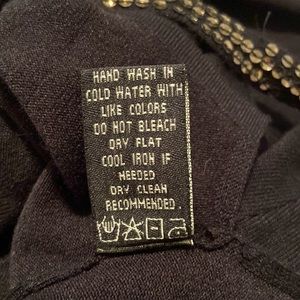 HAND WASH IN
COLD WATER WITH
LIKE COLORS
DO NOT BLEACH
DRY FLAT
COOL IRON IF
NEEDED
DRY CLEAN
RECOMMENDED.